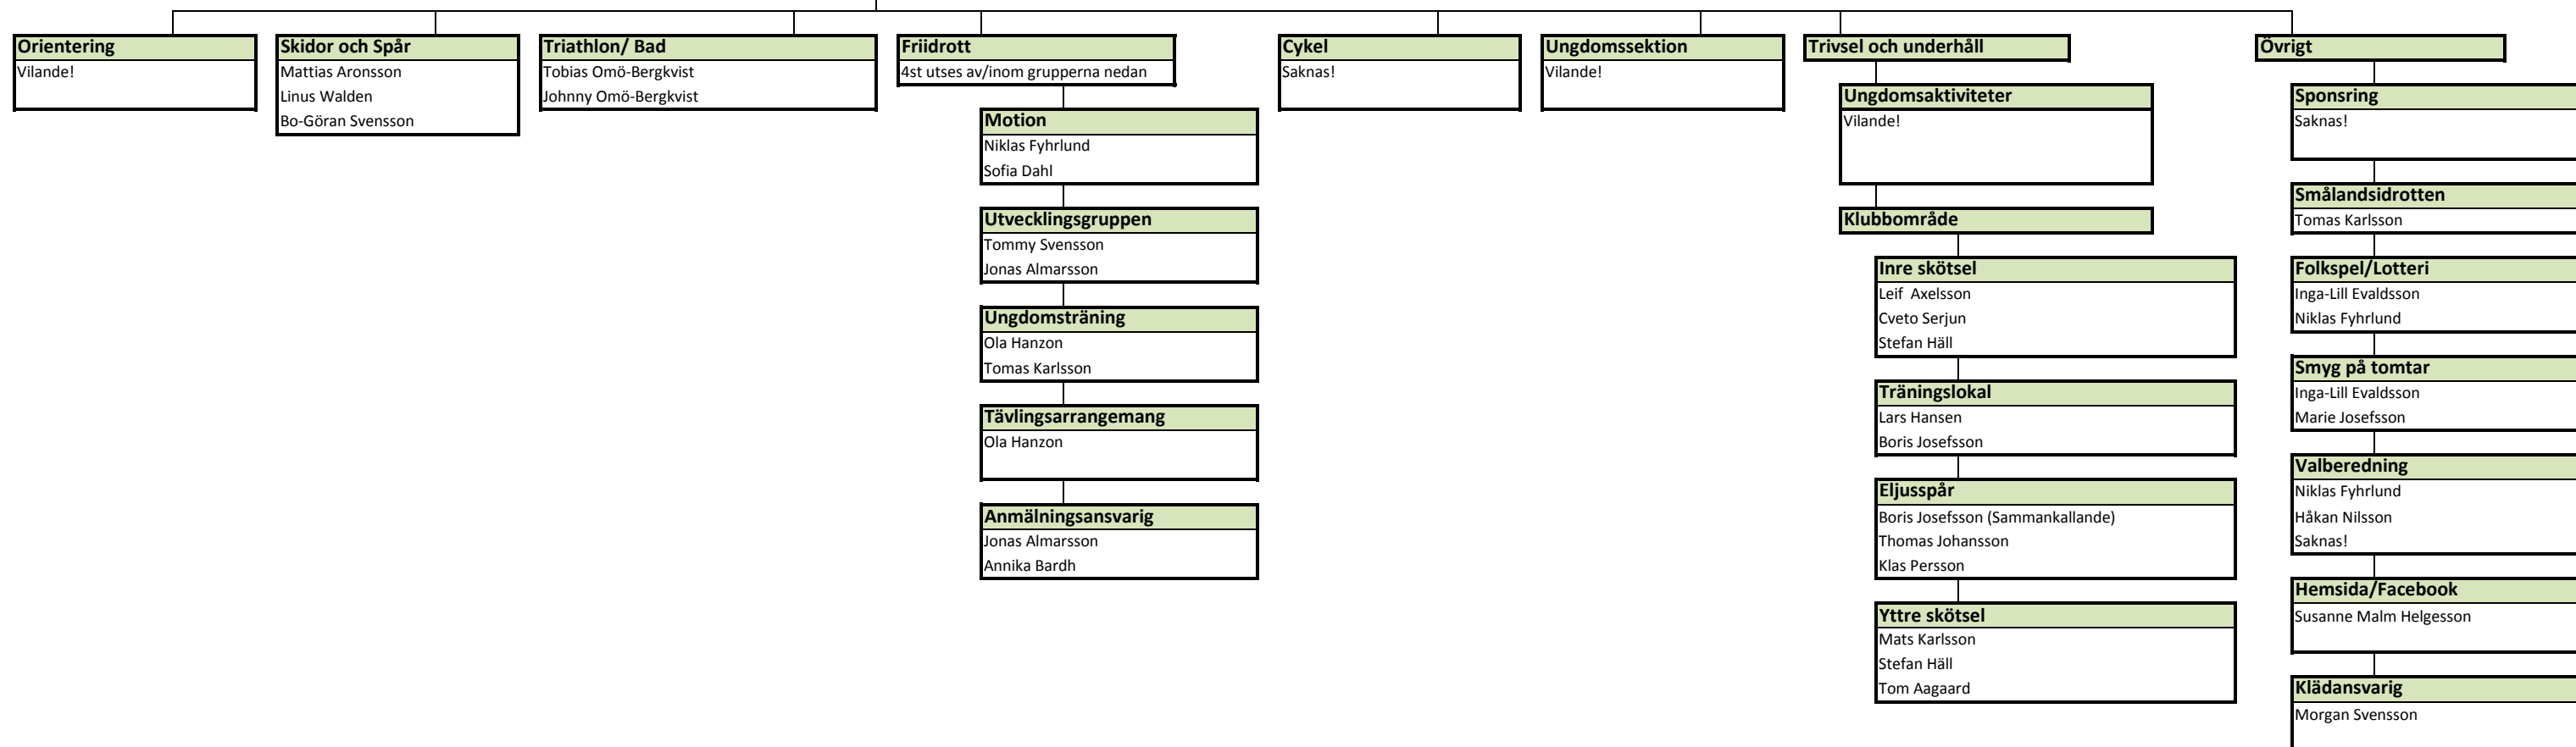 Orientering
Vilande!
Skidor och Spår
Mattias Aronsson
Linus Walden
Bo-Göran Svensson
Triathlon/ Bad
Tobias Omö-Bergkvist
Johnny Omö-Bergkvist
Friidrott
4st utses av/inom grupperna nedan
Motion
Niklas Fyhrlund
Sofia Dahl
Utvecklingsgruppen
Tommy Svensson
Jonas Almarsson
Ungdomsträning
Ola Hanzon
Tomas Karlsson
Tävlingsarrangemang
Ola Hanzon
Anmälningsansvarig
Jonas Almarsson
Annika Bardh
Cykel
Saknas!
Ungdomssektion
Vilande!
Trivsel och underhåll
Ungdomsaktiviteter
Vilande!
Klubbområde
Inre skötsel
Leif  Axelsson
Cveto Serjun
Stefan Häll
Träningslokal
Lars Hansen
Boris Josefsson
Eljusspår
Boris Josefsson (Sammankallande)
Thomas Johansson
Klas Persson
Yttre skötsel
Mats Karlsson
Stefan Häll
Tom Aagaard
Övrigt
Sponsring
Saknas!
Smålandsidrotten
Tomas Karlsson
Folkspel/Lotteri
Inga-Lill Evaldsson
Niklas Fyhrlund
Smyg på tomtar
Inga-Lill Evaldsson
Marie Josefsson
Valberedning
Niklas Fyhrlund
Håkan Nilsson
Saknas!
Hemsida/Facebook
Susanne Malm Helgesson
Klädansvarig
Morgan Svensson